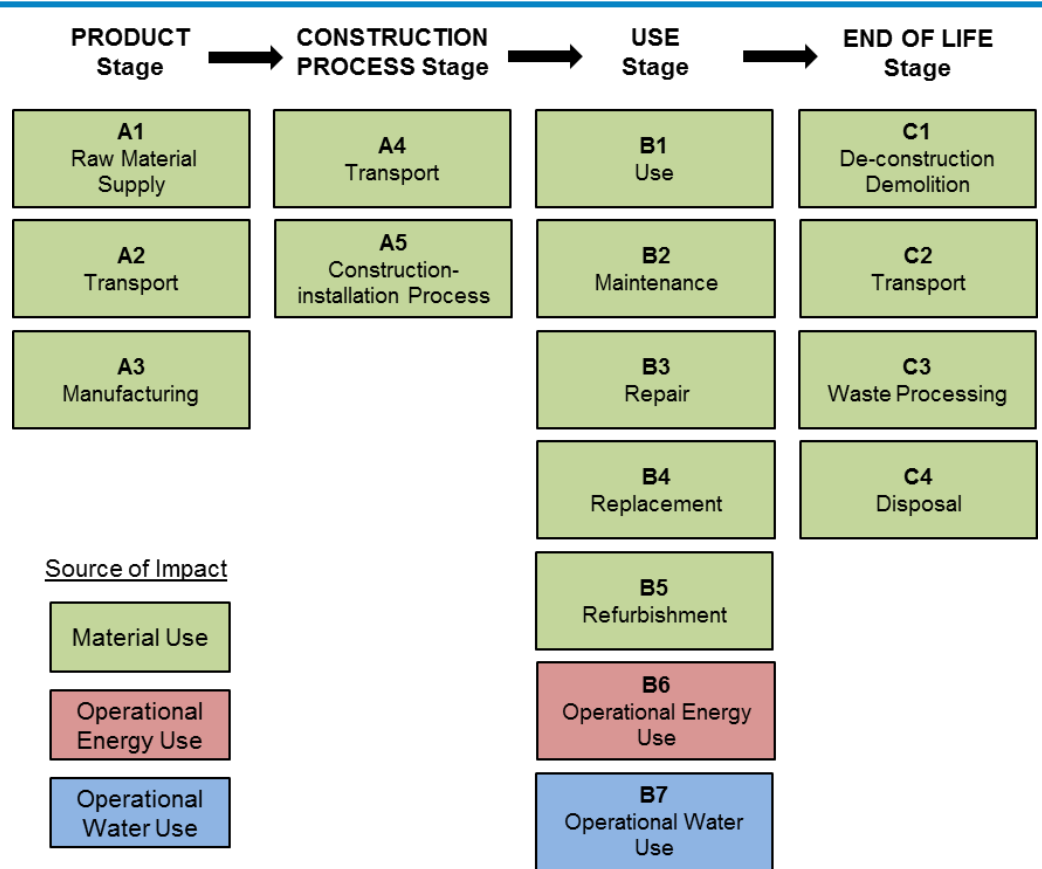 PRODUCT
Stage
CONSTRUCTION
PROCESS Stage
USE
Stage
END OF LIFE
Stage
A1
Raw Material
Supply
A2
Transport
A3
Manufacturing
A4
Transport
A5
Construction-
installation Process
B1
Use
B2
Maintenance
B3
Repair
B4
Replacement
B5
Refurbishment
B6
Operational Energy
Use
B7
Operational Water
Use
C1
De-construction
Demolition
C2
Transport
C3
Waste Processing
C4
Disposal
Source of Impact
Material Use
Operational
Energy Use
Operational
Water Use